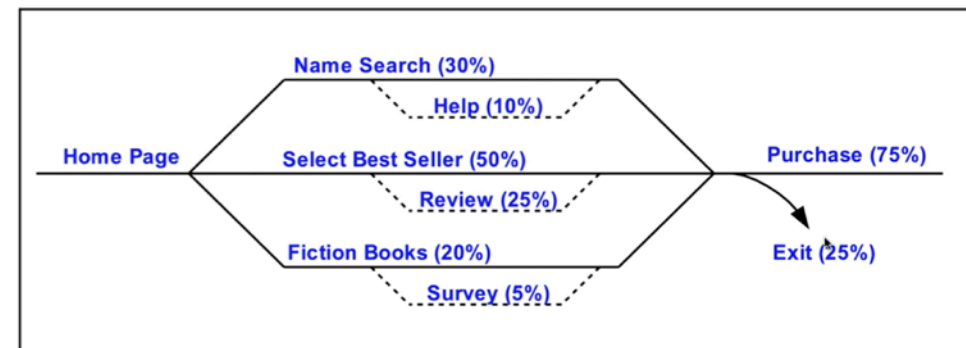 Name Search (30%)
Help (10%)
Home Page
Select Best Seller (50%)
Purchase (75%)
Review (25%)
Fiction Books (20%)
Exit (25%)
Survey (5%)